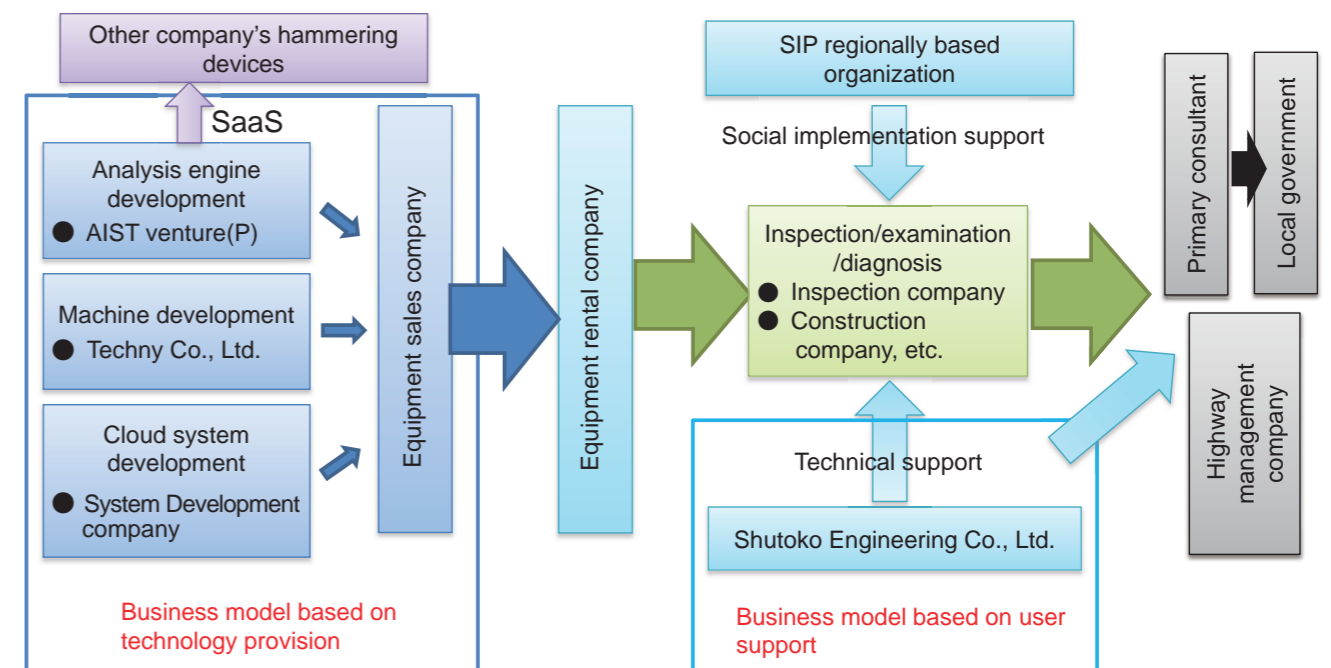 Other company’s hammering
devices
SaaS
Analysis engine
development
● AIST venture(P)
Machine development
● Techny Co., Ltd.
Cloud system
development
● System Development
company
Equipment sales company
Business model based on
technology provision
Equipment rental company
SIP regionally based
organization
Social implementation support
Inspection/examination
/diagnosis
● Inspection company
● Construction
company, etc.
Technical support
Shutoko Engineering Co., Ltd.
Business model based on user
support
Primary consultant
Local government
Highway
management
company